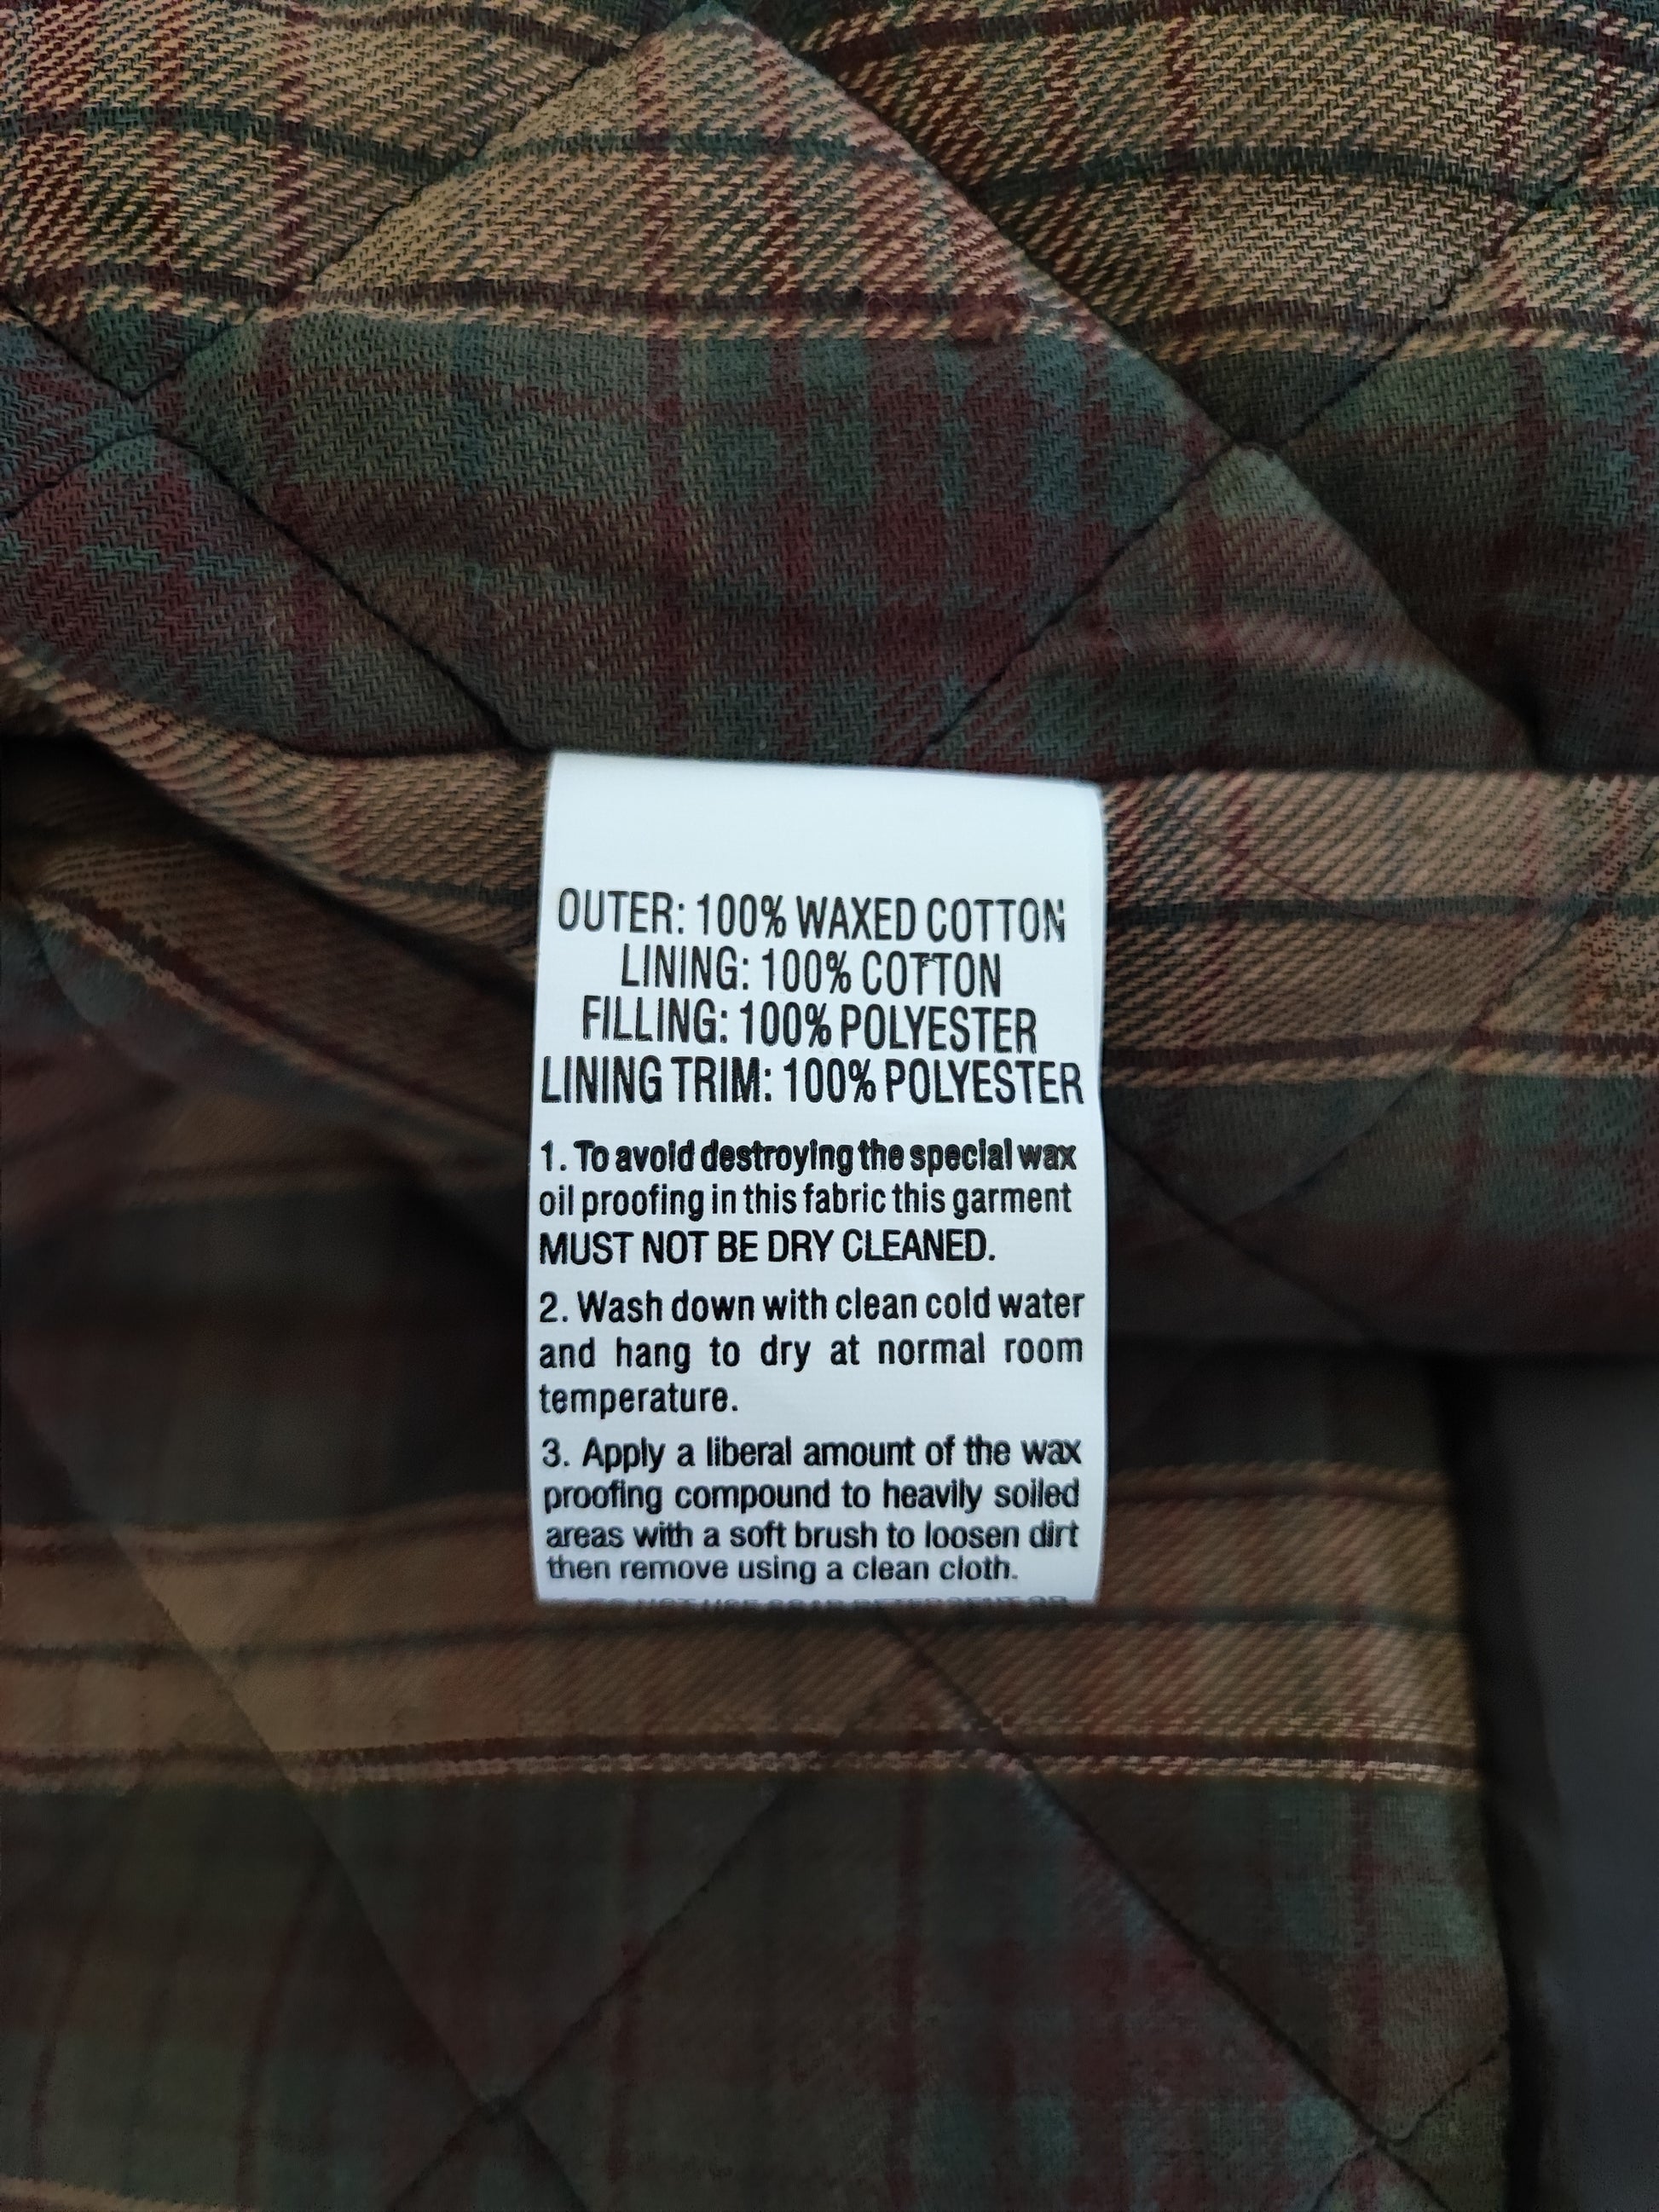 OUTER: 100% WAXED COTTON
LINING: 100% COTTON
FILLING: 100% POLYESTER
LINING TRIM: 100% POLYESTER
1. To avoid destroying the special wax
oil proofing in this fabric this garment
MUST NOT BE DRY CLEANED.
2. Wash down with clean cold water
and hang to dry at normal room
temperature.
3. Apply a liberal amount of the wax
proofing compound to heavily soiled
areas with a soft brush to loosen dirt
then remove using a clean cloth.